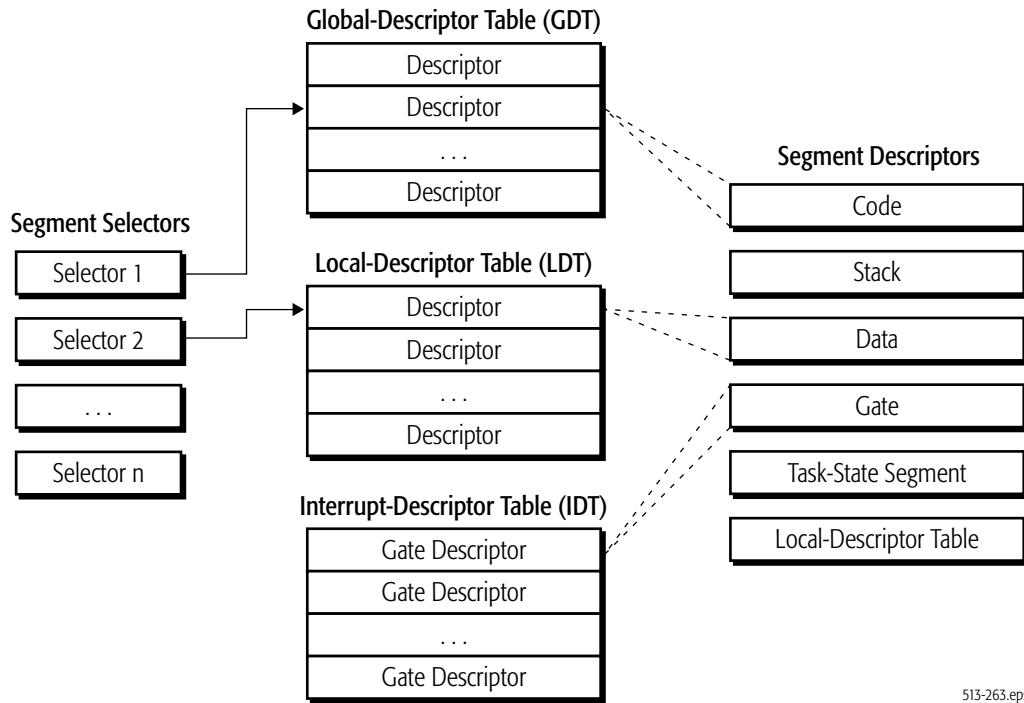 Global-Descriptor Table (GDT)
Descriptor
Descriptor
. . .
Descriptor
Segment Selectors
Selector 1
Selector 2
. . .
Selector n
Local-Descriptor Table (LDT)
Descriptor
Descriptor
. . .
Descriptor
Interrupt-Descriptor Table (IDT)
Gate Descriptor
Gate Descriptor
. . .
Gate Descriptor
Segment Descriptors
Code
Stack
Data
Gate
Task-State Segment
Local-Descriptor Table